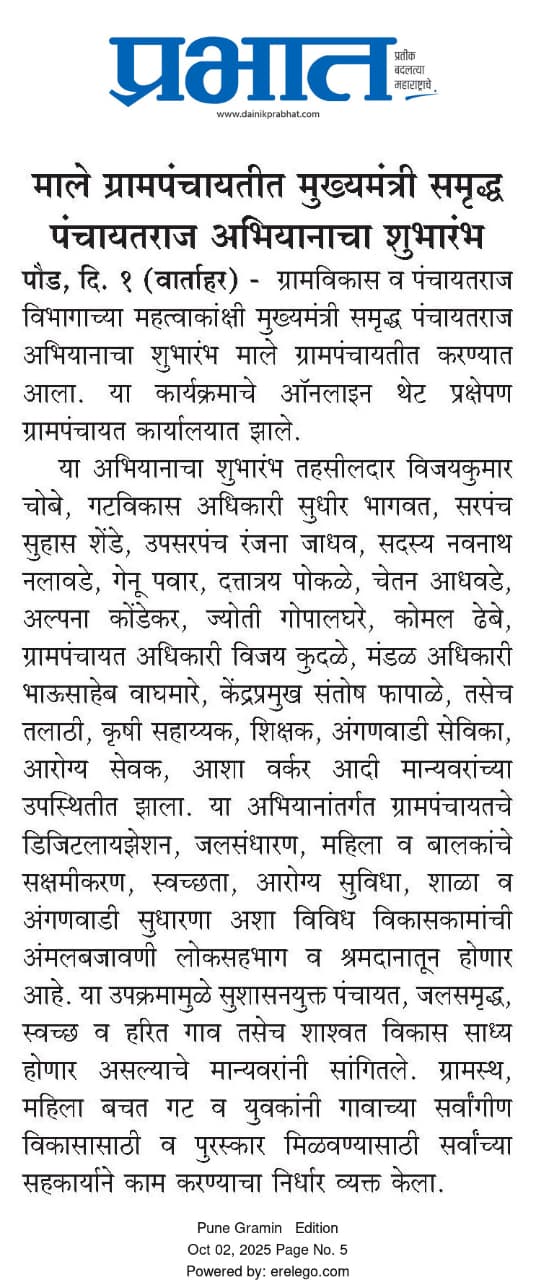 प्रभात
प्रतीक
बदलत्या
महाराष्ट्राचे.
www.dainikprabhat.com
माले ग्रामपंचायतीत मुख्यमंत्री समृद्ध
पंचायतराज अभियानाचा शुभारंभ
पौड, दि. १ (वार्ताहर) - ग्रामविकास व पंचायतराज
विभागाच्या महत्वाकांक्षी मुख्यमंत्री समृद्ध पंचायतराज
अभियानाचा शुभारंभ माले ग्रामपंचायतीत करण्यात
आला. या कार्यक्रमाचे ऑनलाइन थेट प्रक्षेपण
ग्रामपंचायत कार्यालयात झाले.
या अभियानाचा शुभारंभ तहसीलदार विजयकुमार
चोबे, गटविकास अधिकारी सुधीर भागवत, सरपंच
सुहास शेंडे, उपसरपंच रंजना जाधव, सदस्य नवनाथ
नलावडे, गेनू पवार, दत्तात्रय पोकळे, चेतन आधवडे,
अल्पना कोंडेकर, ज्योती गोपालघरे, कोमल ढेबे,
ग्रामपंचायत अधिकारी विजय कुदळे, मंडळ अधिकारी
भाऊसाहेब वाघमारे, केंद्रप्रमुख संतोष फापाळे, तसेच
तलाठी, कृषी सहाय्यक, शिक्षक, अंगणवाडी सेविका,
आरोग्य सेवक, आशा वर्कर आदी मान्यवरांच्या
उपस्थितीत झाला. या अभियानांतर्गत ग्रामपंचायतचे
डिजिटलायझेशन, जलसंधारण, महिला व बालकांचे
सक्षमीकरण, स्वच्छता, आरोग्य सुविधा, शाळा व
अंगणवाडी सुधारणा अशा विविध विकासकामांची
अंमलबजावणी लोकसहभाग व श्रमदानातून होणार
आहे. या उपक्रमामुळे सुशासनयुक्त पंचायत, जलसमृद्ध,
स्वच्छ व हरित गाव तसेच शाश्वत विकास साध्य
होणार असल्याचे मान्यवरांनी सांगितले. ग्रामस्थ,
महिला बचत गट व युवकांनी गावाच्या सर्वांगीण
विकासासाठी व पुरस्कार मिळवण्यासाठी सर्वांच्या
सहकार्याने काम करण्याचा निर्धार व्यक्त केला.
Pune Gramin Edition
Oct 02, 2025 Page No. 5
Powered by: erelego.com